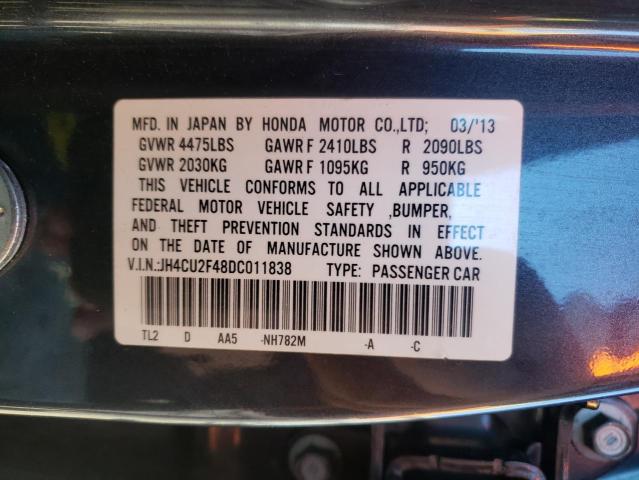 MFD. IN JAPAN BY HONDA MOTOR CO.,LTD; 03/'13
GVWR 4475LBS GAWR F 2410LBS R 2090LBS
GVWR 2030KG GAWR F 1095KG R 950KG
THIS VEHICLE CONFORMS TO ALL APPLICABLE
FEDERAL MOTOR VEHICLE SAFETY ,BUMPER,
AND THEFT PREVENTION STANDARDS IN EFFECT
ON THE DATE OF MANUFACTURE SHOWN ABOVE.
V.I.N.:JH4CU2F48DC011838 TYPE: PASSENGER CAR
TL2 D AA5 -NH782M -A -C